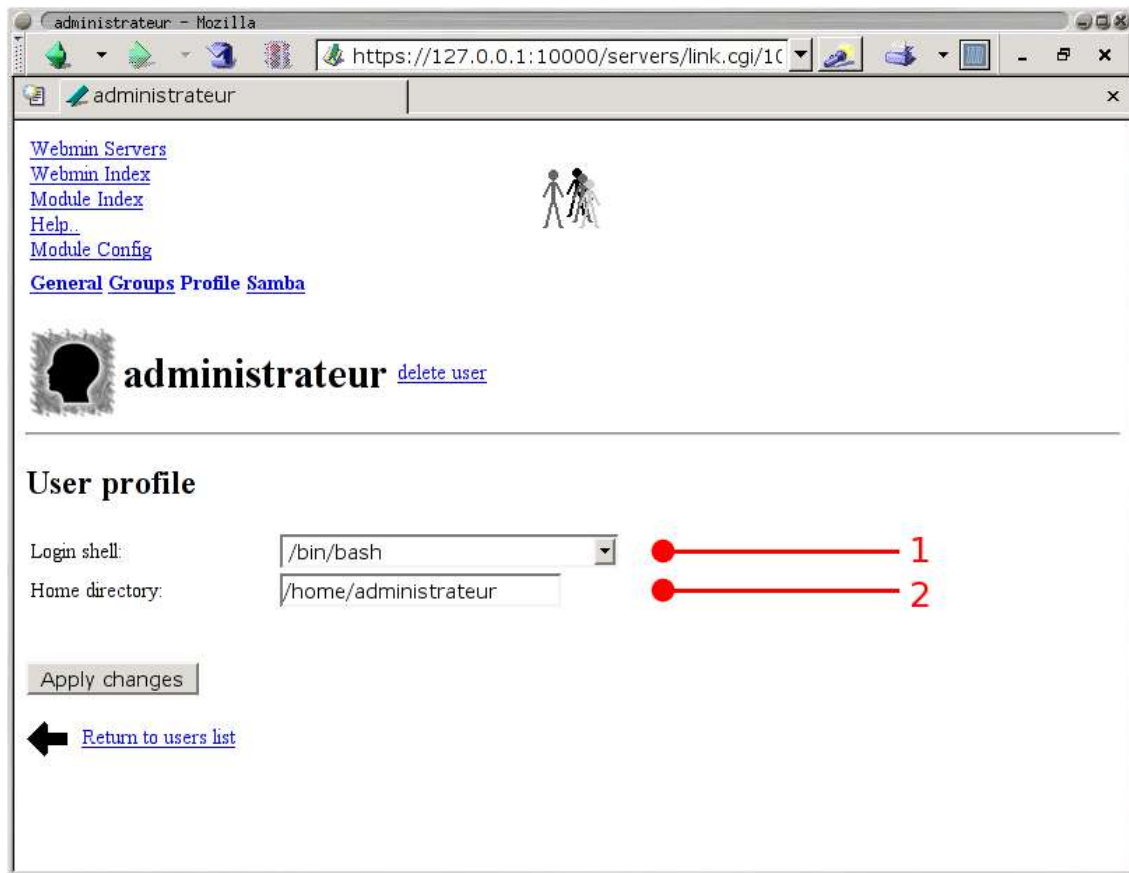 administrateur - Mozilla
https://127.0.0.1:10000/servers/link.cgi/1(
administrateur
Webmin Servers
Webmin Index
Module Index
Help..
Module Config
General Groups Profile Samba
administrateur delete user
User profile
Login shell: /bin/bash 1
Home directory: /home/administrateur 2
Apply changes
Return to users list